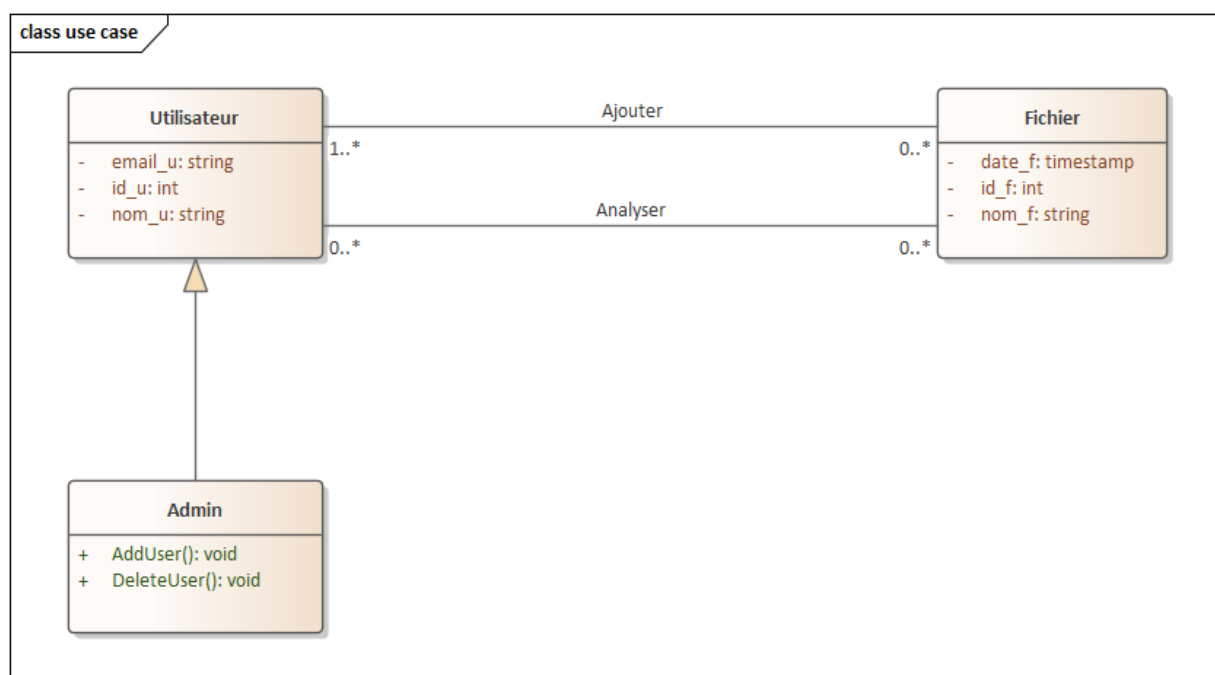 class use case
Utilisateur
- email_u: string
- id_u: int
- nom_u: string
Ajouter
1..*
0..*
Analyser
0..*
0..*
Fichier
- date_f: timestamp
- id_f: int
- nom_f: string
Admin
+ AddUser(): void
+ DeleteUser(): void